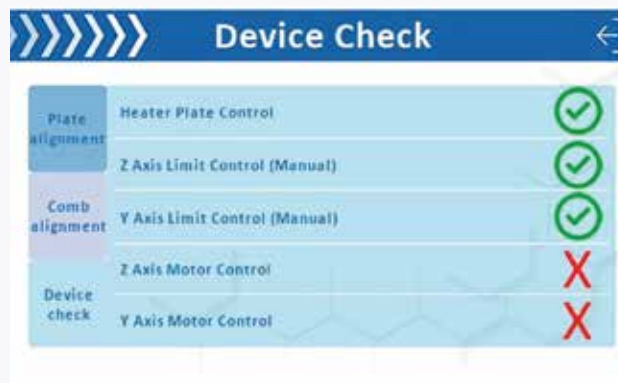 Device Check
Plate
alignment
Heater Plate Control
Z Axis Limit Control (Manual)
Comb
alignment
Y Axis Limit Control (Manual)
Z Axis Motor Control
Device
check
Y Axis Motor Control